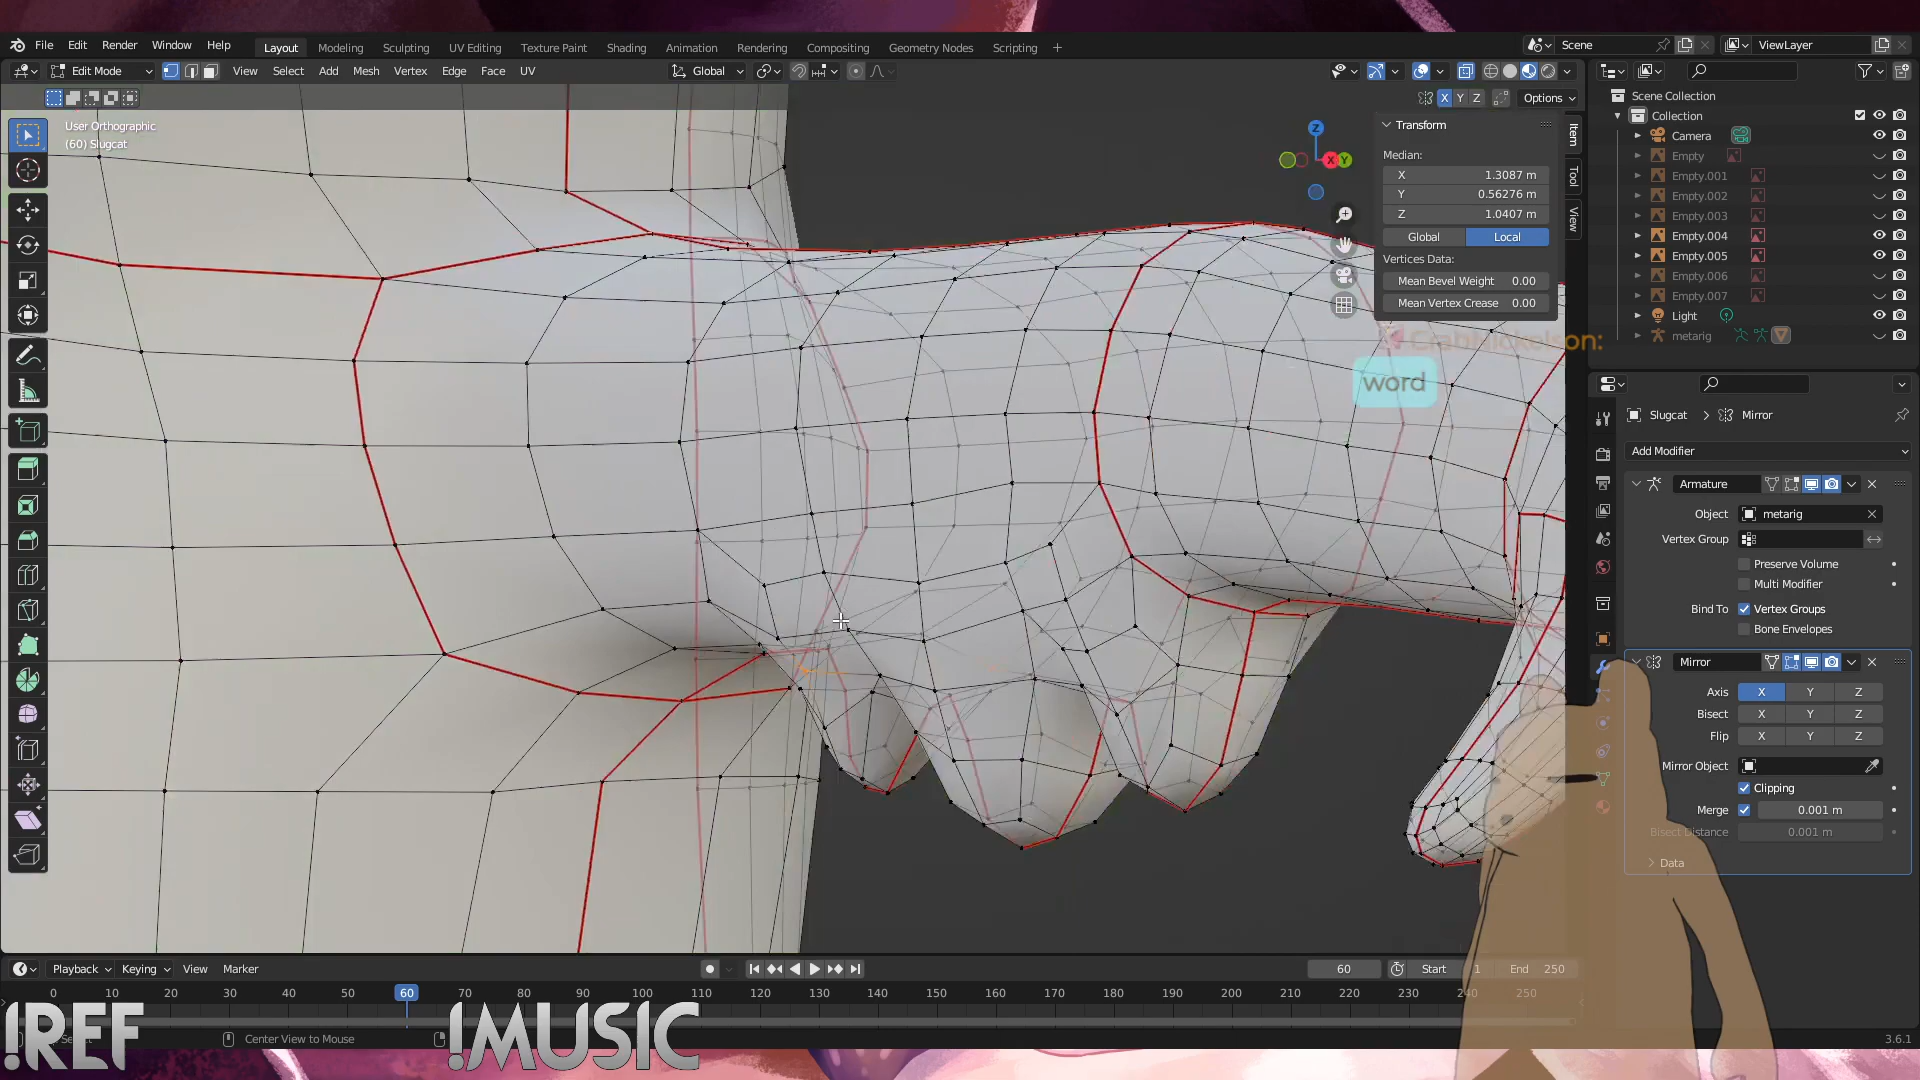 File Edit Render Window Help Layout Modeling Sculpting UV Editing Texture Paint Shading Animation Rendering Compositing Geometry Nodes Scripting + Scene ViewLayer
Edit Mode View Select Add Mesh Vertex Edge Face UV Global
X Y Z Options
User Orthographic
(60) Slugcat
Z
X Y
Transform
Median:
X 1.3087 m
Y 0.56276 m
Z 1.0407 m
Global Local
Vertices Data:
Mean Bevel Weight 0.00
Mean Vertex Crease 0.00
Item
Tool
View
word
Scene Collection
Collection
Camera
Empty
Empty.001
Empty.002
Empty.003
Empty.004
Empty.005
Empty.006
Empty.007
Light
metarig
Slugcat > Mirror
Add Modifier
Armature
Object metarig
Vertex Group
Preserve Volume
Multi Modifier
Bind To Vertex Groups
Bone Envelopes
Mirror
Axis X Y Z
Bisect X Y Z
Flip X Y Z
Mirror Object
Clipping
Merge 0.001 m
Bisect Distance 0.001 m
Data
Playback Keying View Marker 60 Start 1 End 250
0 10 20 30 40 50 60 70 80 90 100 110 120 130 140 150 160 170 180 190 200 210 220 230 240 250
Center View to Mouse
3.6.1
!REF !MUSIC